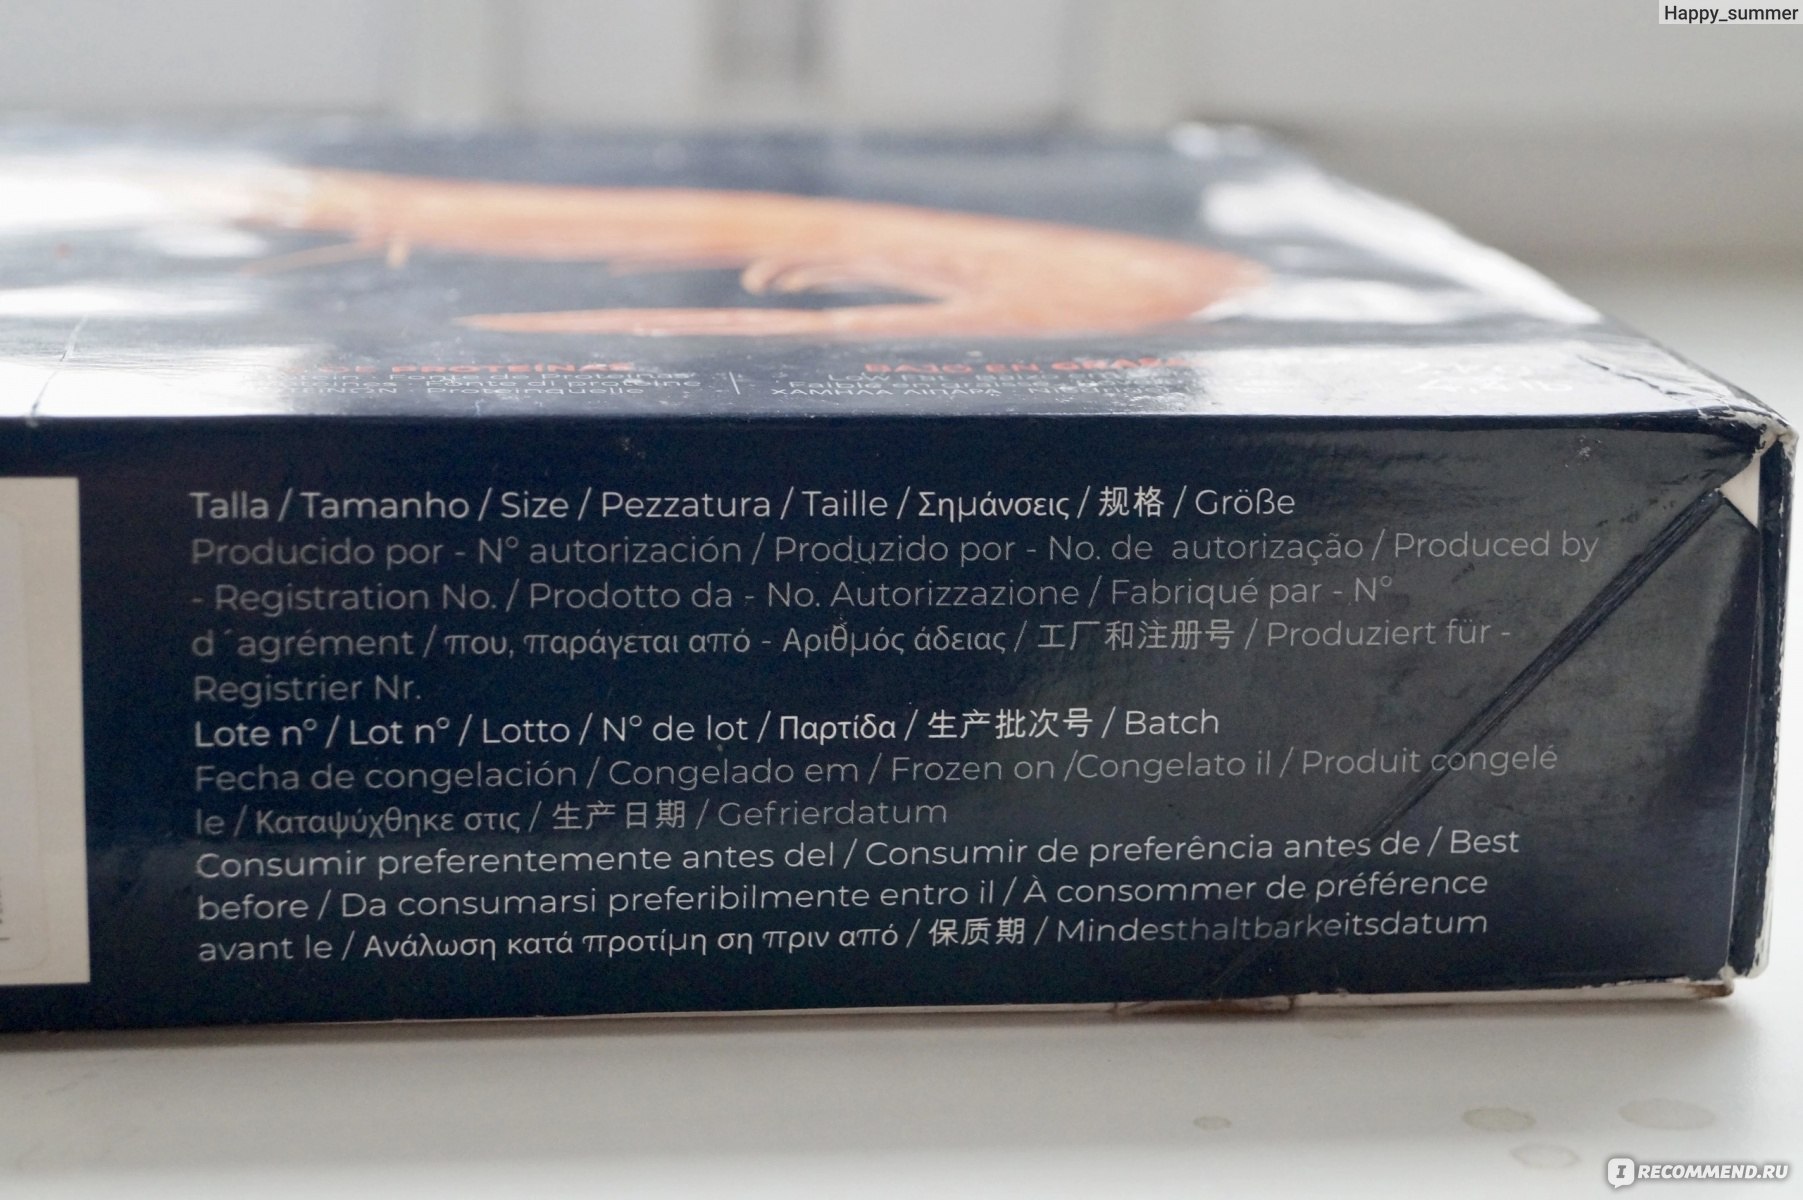 Happy_summer
DE PROTEÍNAS
BAJO EN GRASA
Talla / Tamanho / Size / Pezzatura / Taille / Σημάνσεις / 规格 / Größe
Producido por - N° autorización / Produzido por - No. de autorização / Produced by
- Registration No. / Prodotto da - No. Autorizzazione / Fabriqué par - N°
d´agrément / που, παράγεται από - Αριθμός άδειας / 工厂和注册号 / Produziert für -
Registrier Nr.
Lote n° / Lot n° / Lotto / N° de lot / Παρτίδα / 生产批次号 / Batch
Fecha de congelación / Congelado em / Frozen on /Congelato il / Produit congelé
le / Καταψύχθηκε στις / 生产日期 / Gefrierdatum
Consumir preferentemente antes del / Consumir de preferência antes de / Best
before / Da consumarsi preferibilmente entro il / À consommer de préférence
avant le / Ανάλωση κατά προτίμη ση πριν από / 保质期 / Mindesthaltbarkeitsdatum
I RECOMMEND.RU